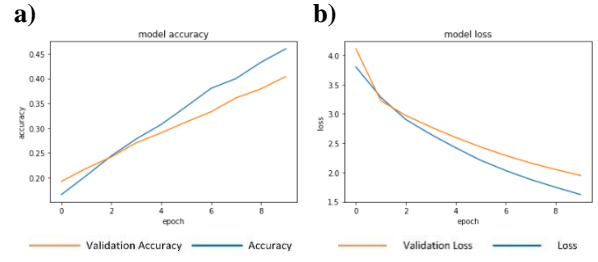 a)
model accuracy
0.45
0.40
0.35
0.30
0.25
0.20
accuracy
0 2 4 6 8
epoch
Validation Accuracy Accuracy
b)
model loss
4.0
3.5
3.0
2.5
2.0
1.5
loss
0 2 4 6 8
epoch
Validation Loss Loss